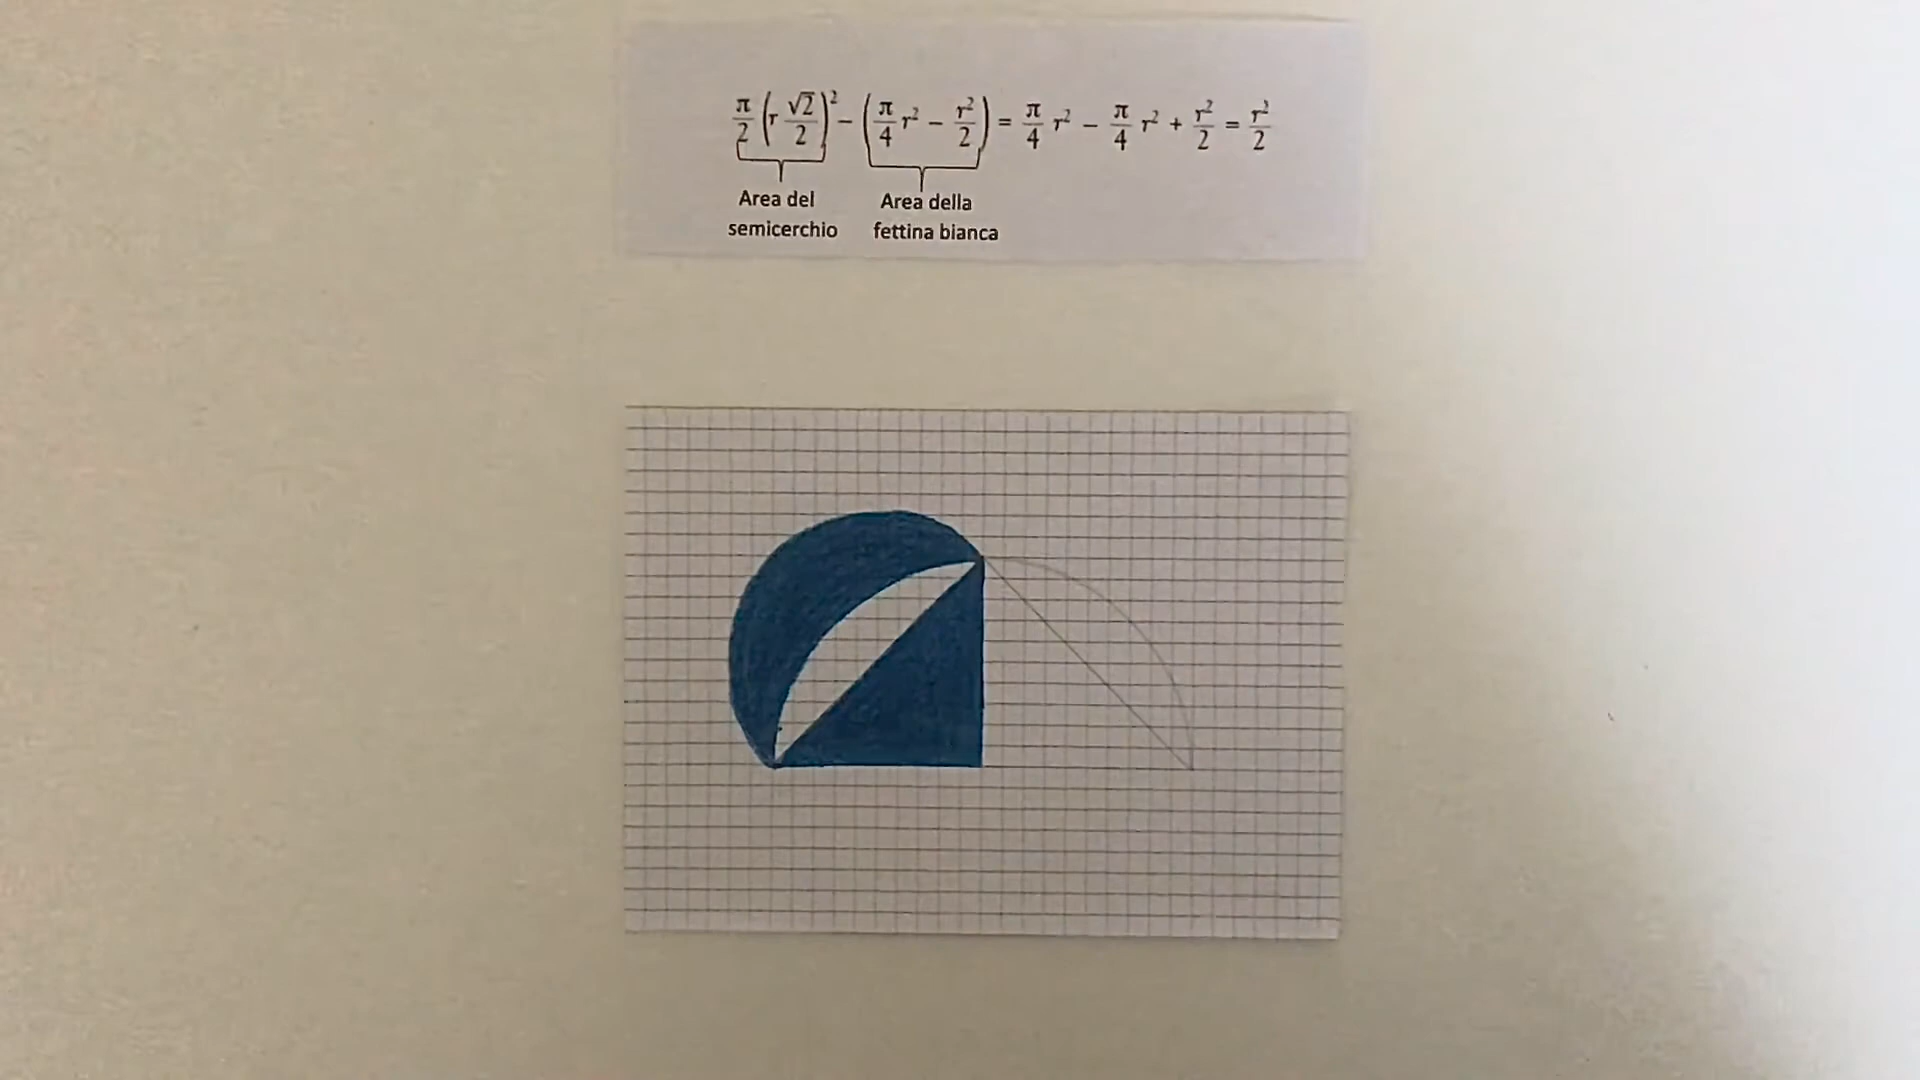 π/2 (r √2/2)² − (π/4 r² − r²/2) = π/4 r² − π/4 r² + r²/2 = r²/2
Area del semicerchio
Area della fettina bianca